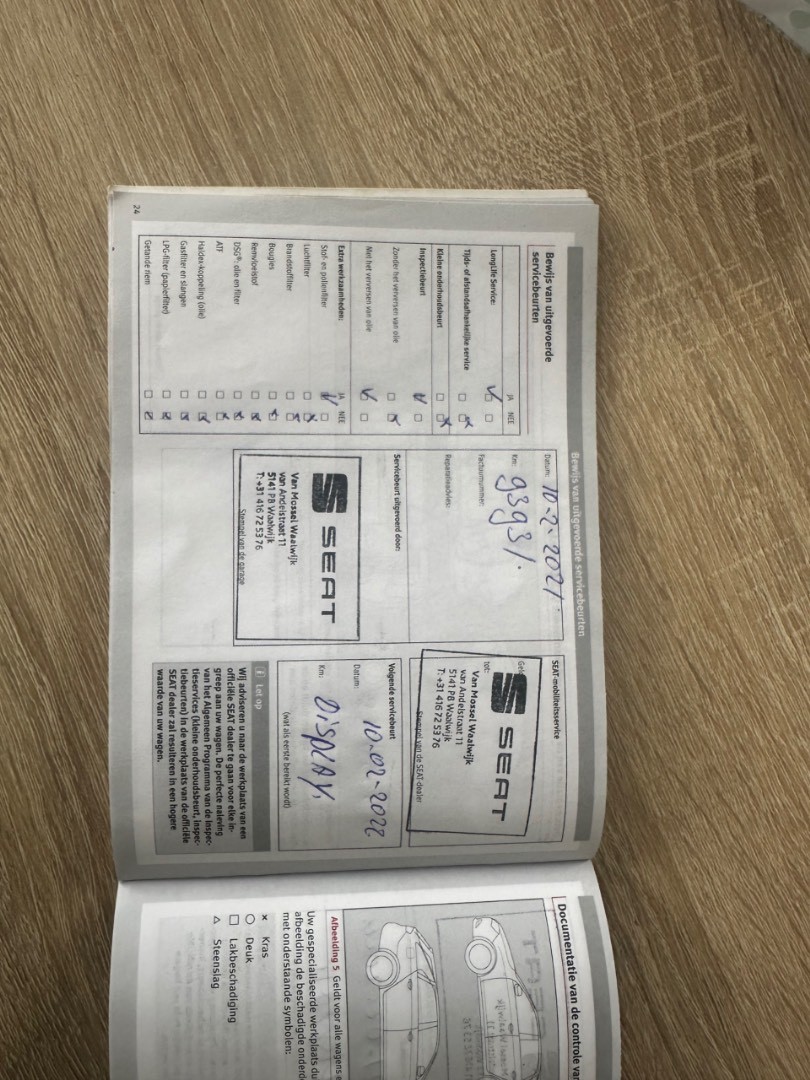 Bewijs van uitgevoerde servicebeurten
Bewijs van uitgevoerde
servicebeurten
JA NEE
LongLife Service:
Tijds- of afstandsafhankelijke service
Kleine onderhoudsbeurt
Inspectiebeurt
Zonder het verversen van olie
Met het verversen van olie
Extra werkzaamheden: JA NEE
Stof- en pollenfilter
Luchtfilter
Brandstoffilter
Bougies
Remvloeistof
DSG®: olie en filter
ATF
Haldex-koppeling (olie)
Gasfilter en slangen
LPG-filter (papierfilter)
Getande riem
24
Datum: 10-2-2021
Km: 93931.
Factuurnummer:
Reparatieadvies:
Servicebeurt uitgevoerd door:
SEAT
Van Mossel Waalwijk
van Andelstraat 11
5141 PB Waalwijk
T: +31 416 72 53 76
Stempel van de garage
SEAT-mobiliteitsservice
tot:
SEAT
Van Mossel Waalwijk
van Andelstraat 11
5141 PB Waalwijk
T: +31 416 72 53 76
Stempel van de SEAT-dealer
Volgende servicebeurt
Datum: 10-02-2022
Km: Display.
(wat als eerste bereikt wordt)
i Let op
Wij adviseren u naar de werkplaats van een
officiële SEAT dealer te gaan voor elke in-
greep aan uw wagen. De perfecte naleving
van het Algemeen Programma van de Inspec-
tieservices (kleine onderhoudsbeurt, inspec-
tiebeurten) in de werkplaats van de officiële
SEAT dealer zal resulteren in een hogere
waarde van uw wagen.
Documentatie van de controle van
Afbeelding 5 Geldt voor alle wagens
Uw gespecialiseerde werkplaats du
afbeelding de beschadigde onderd
met onderstaande symbolen:
× Kras
○ Deuk
□ Lakbeschadiging
△ Steenslag